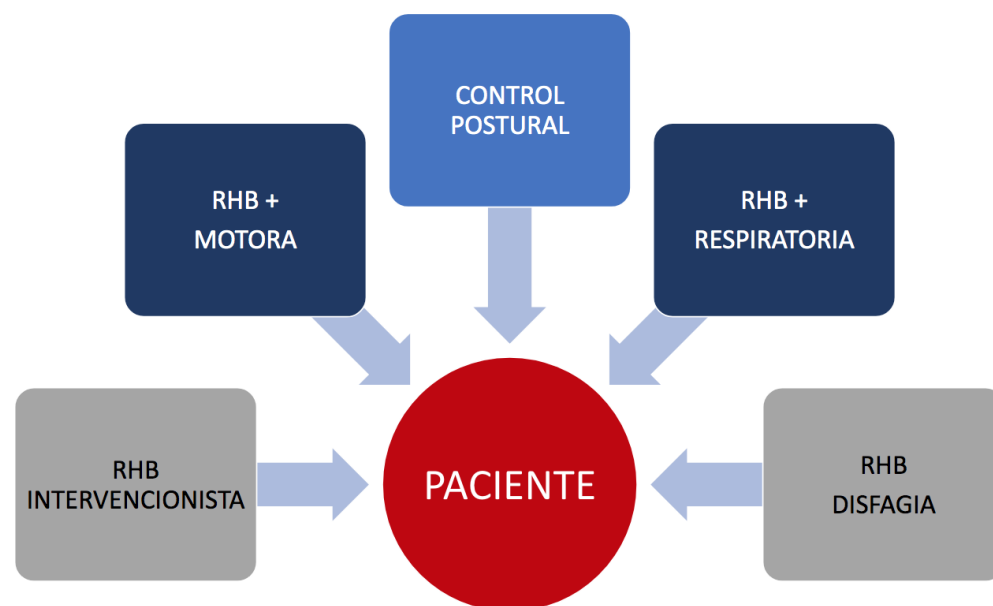 CONTROL
POSTURAL
RHB +
MOTORA
RHB +
RESPIRATORIA
RHB
INTERVENCIONISTA
PACIENTE
RHB
DISFAGIA